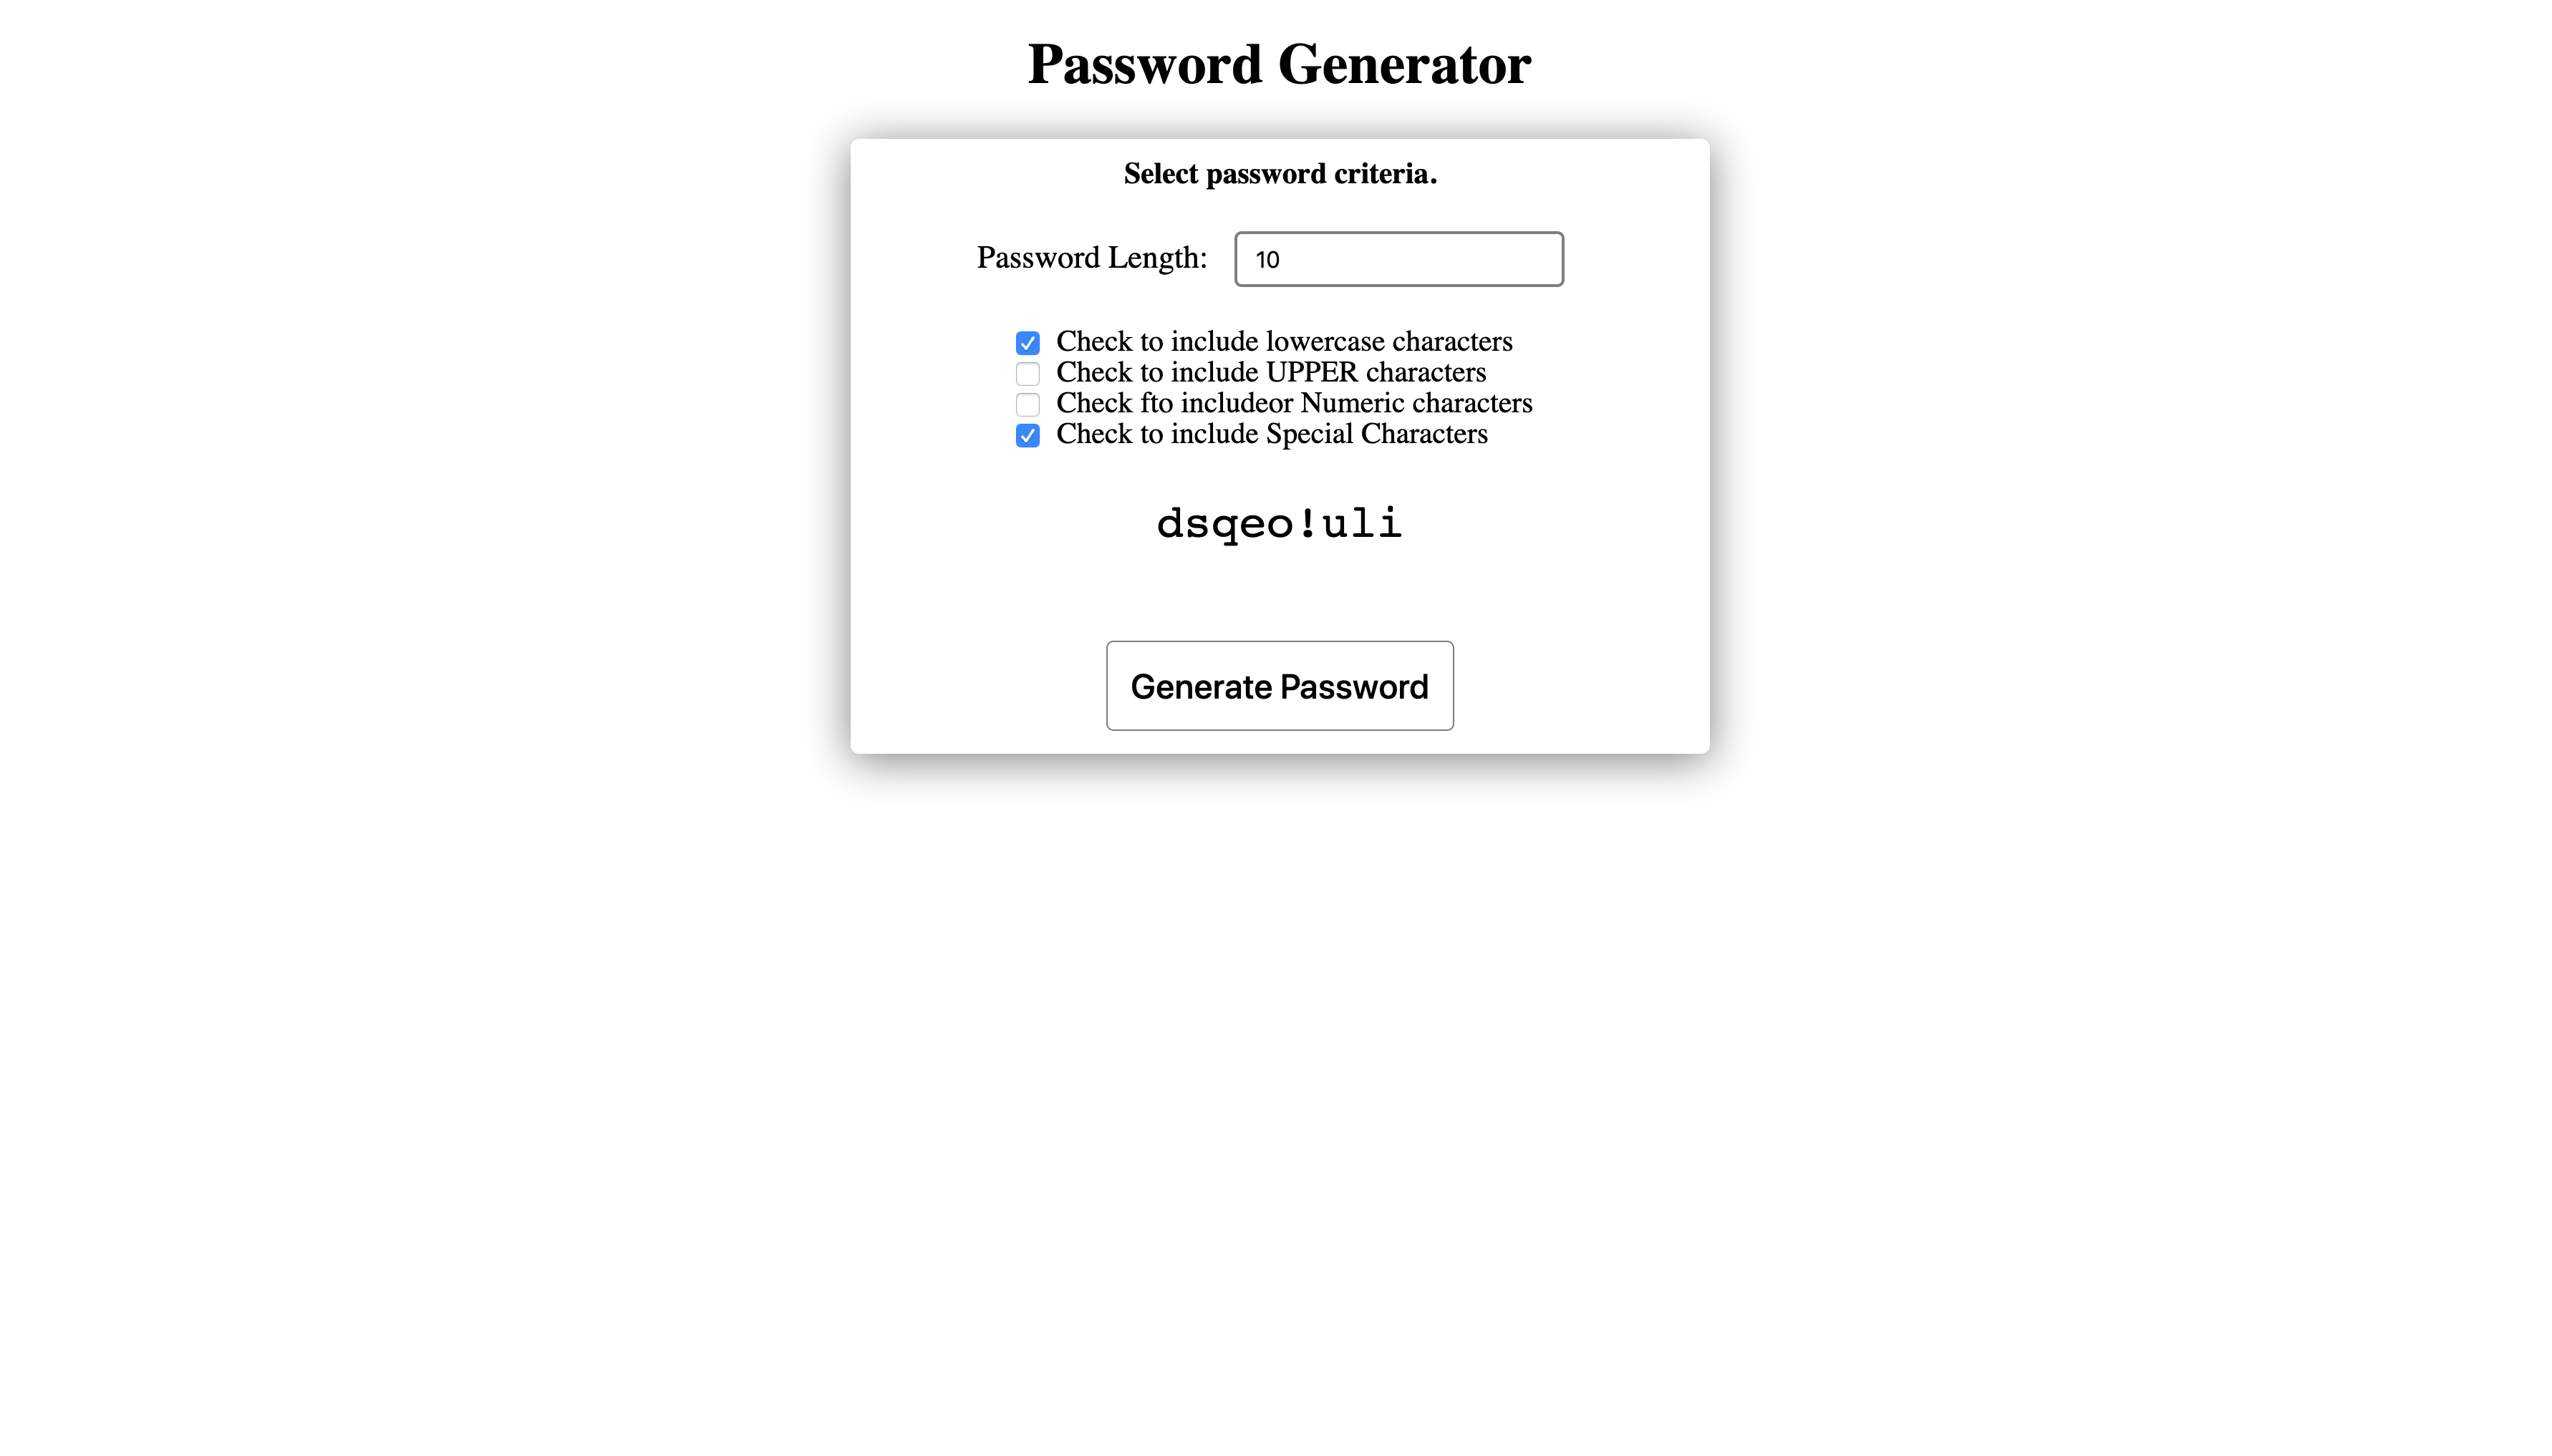 Password Generator
Select password criteria.
Password Length: 10
Check to include lowercase characters
Check to include UPPER characters
Check fto includeor Numeric characters
Check to include Special Characters
dsqeo!uli
Generate Password